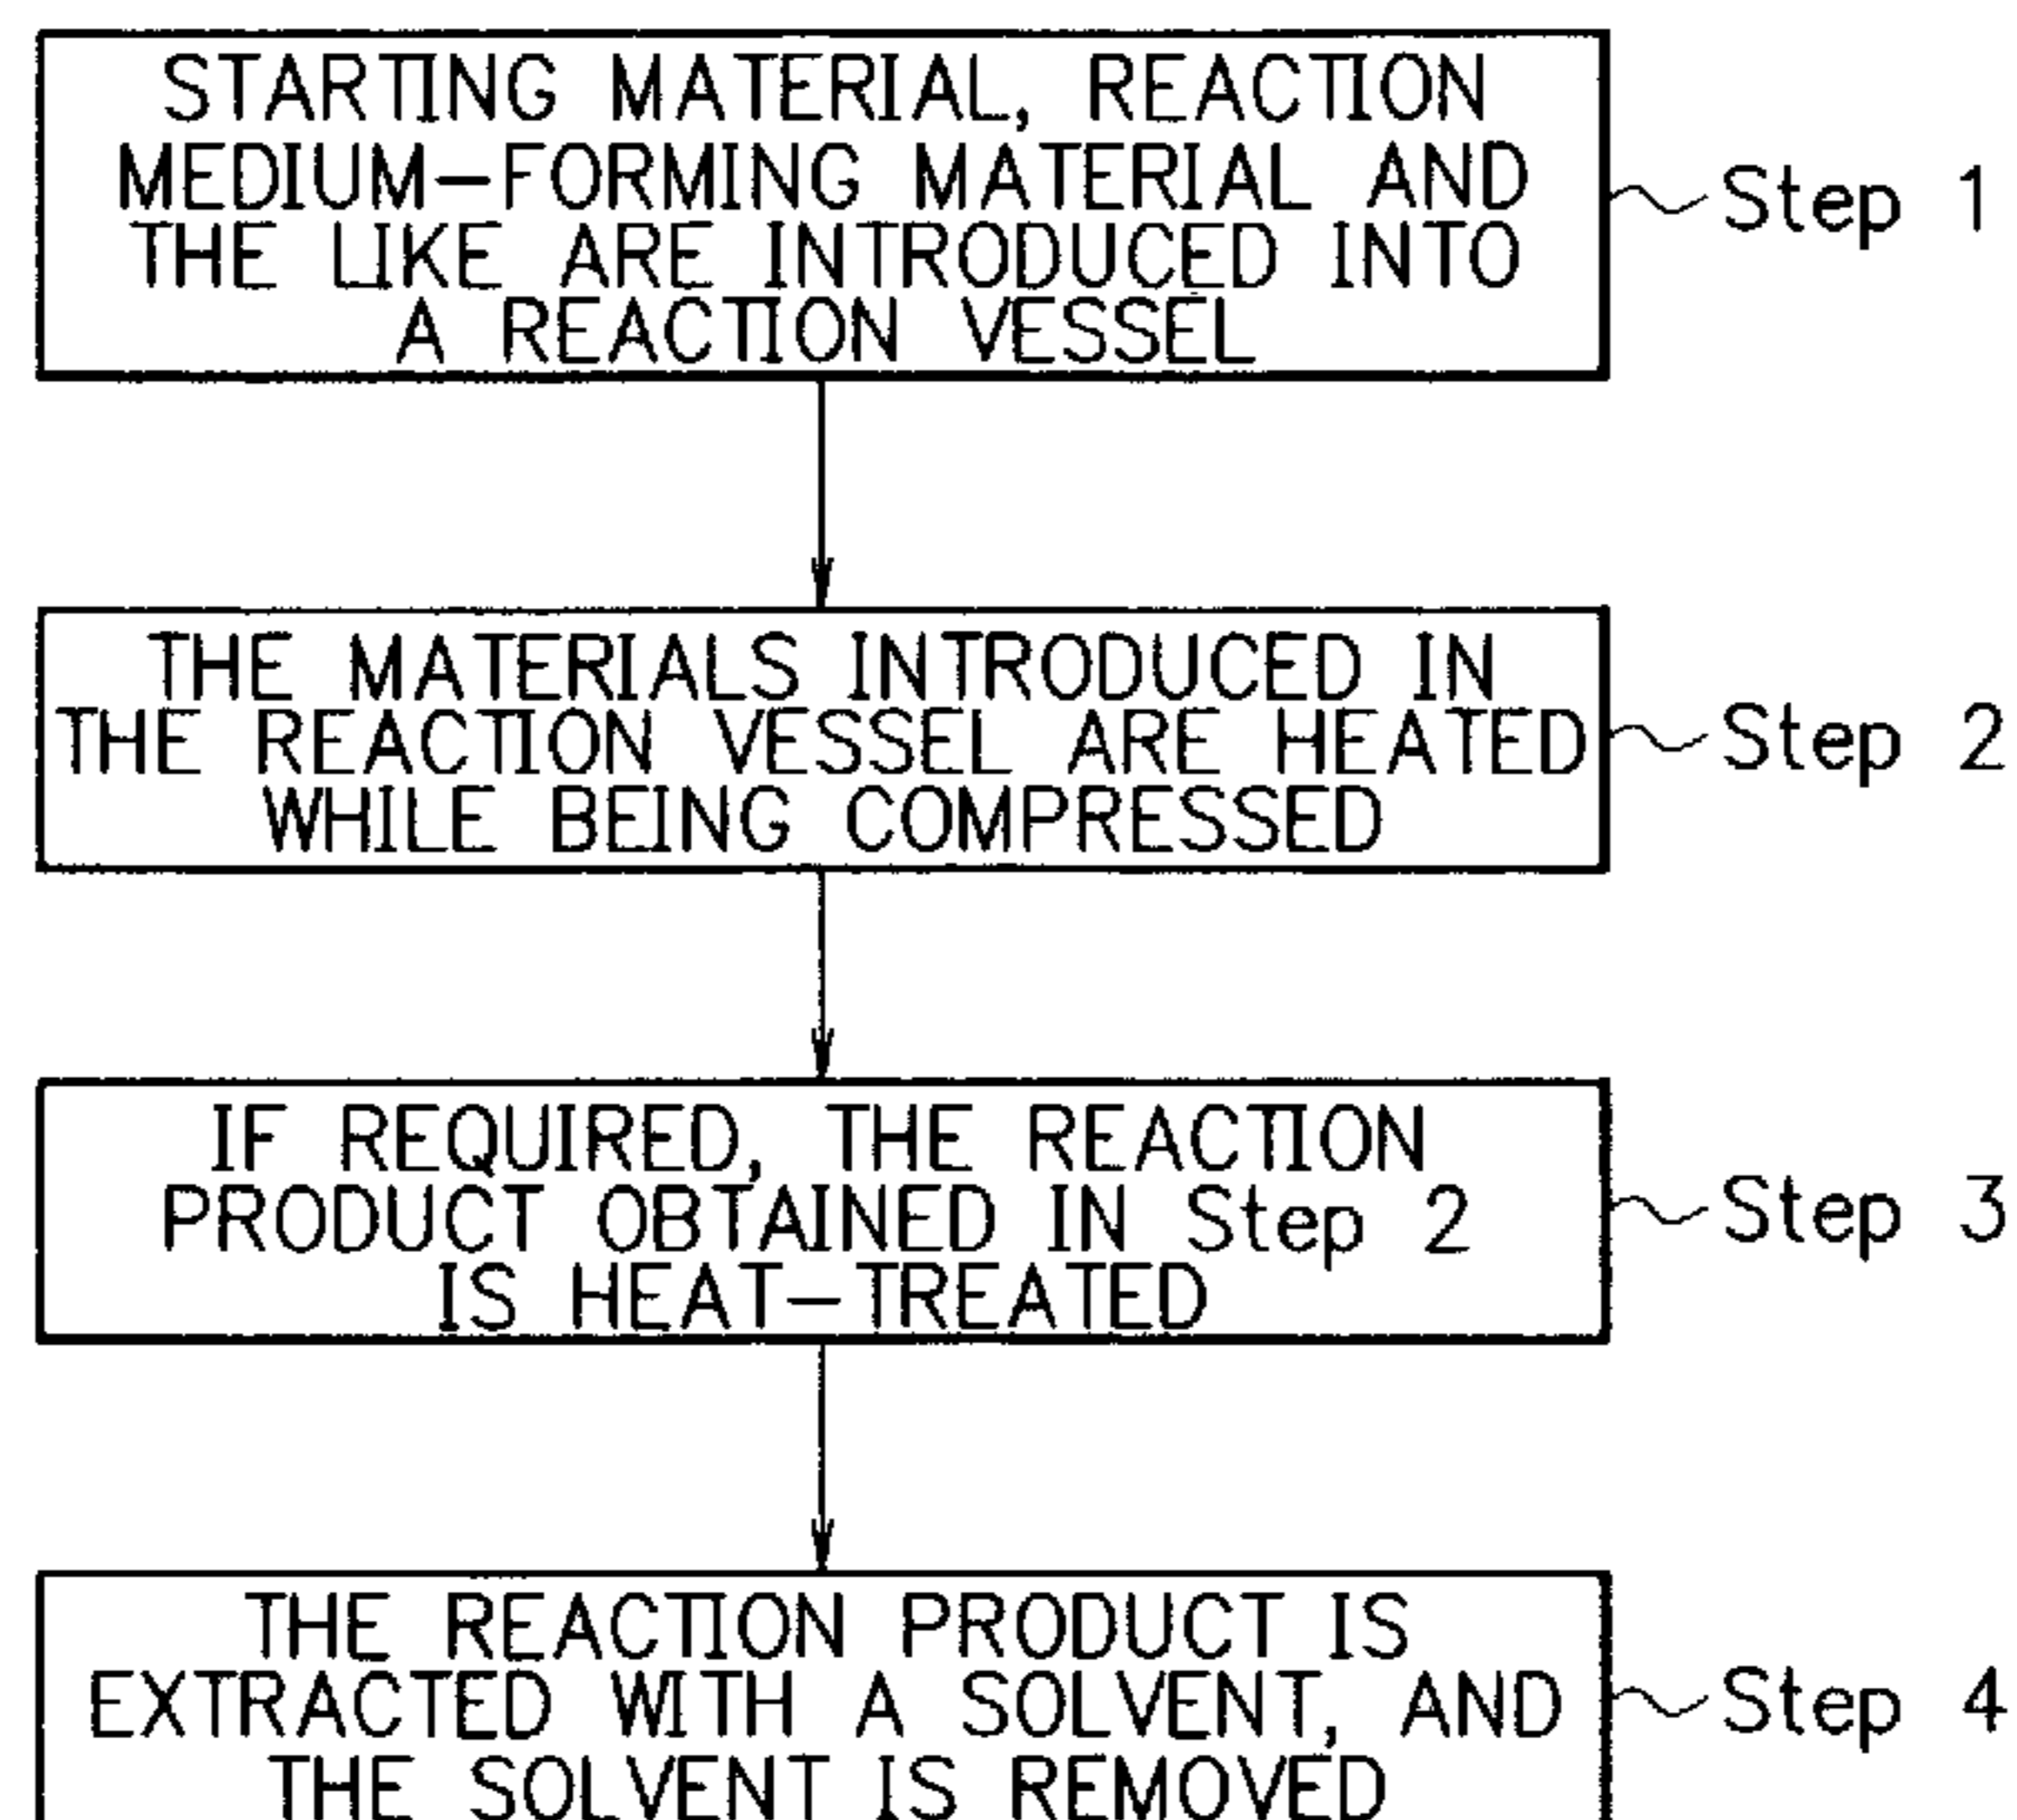 STARTING MATERIAL, REACTION
MEDIUM-FORMING MATERIAL AND
THE LIKE ARE INTRODUCED INTO
A REACTION VESSEL
Step 1
THE MATERIALS INTRODUCED IN
THE REACTION VESSEL ARE HEATED
WHILE BEING COMPRESSED
Step 2
IF REQUIRED, THE REACTION
PRODUCT OBTAINED IN Step 2
IS HEAT-TREATED
Step 3
THE REACTION PRODUCT IS
EXTRACTED WITH A SOLVENT, AND
THE SOLVENT IS REMOVED
Step 4